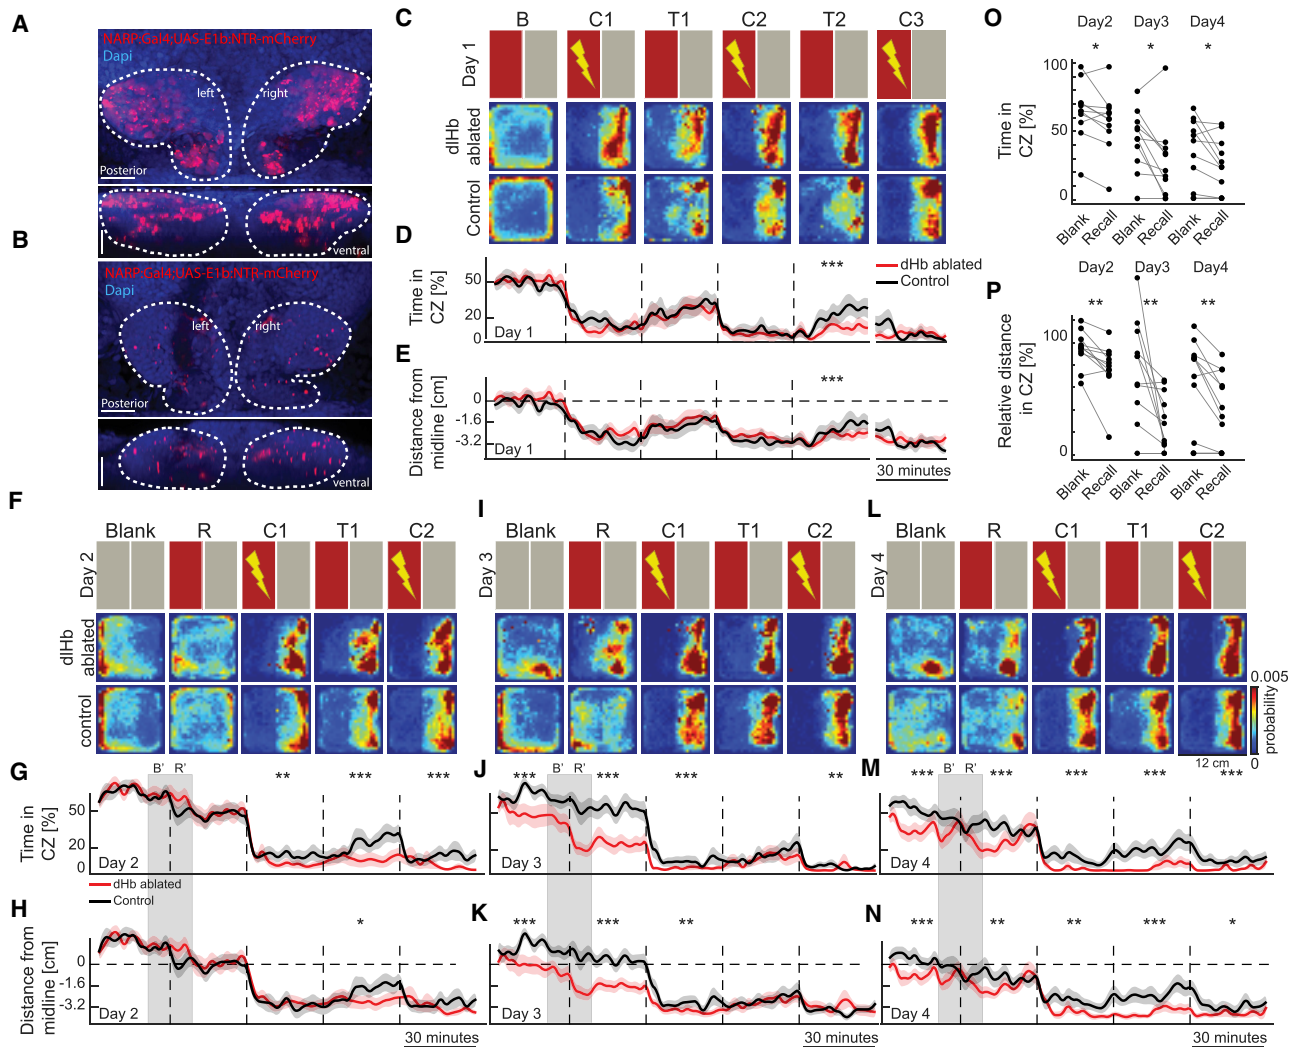 A
NARP:Gal4;UAS-E1b:NTR-mCherry
Dapi
left
right
Posterior
ventral
B
NARP:Gal4;UAS-E1b:NTR-mCherry
Dapi
left
right
Posterior
ventral
C
B C1 T1 C2 T2 C3
Day 1
dlHb ablated
Control
D
Time in CZ [%]
50
20
0
Day 1
***
dHb ablated
Control
E
Distance from midline [cm]
0
-1.6
-3.2
Day 1
***
30 minutes
O
Day2 Day3 Day4
* * *
Time in CZ [%]
100
50
0
Blank Recall Blank Recall Blank Recall
P
Day2 Day3 Day4
** ** **
Relative distance in CZ [%]
100
0
Blank Recall Blank Recall Blank Recall
F
Blank R C1 T1 C2
Day 2
dlHb ablated
control
I
Blank R C1 T1 C2
Day 3
L
Blank R C1 T1 C2
Day 4
0.005
probability
0
12 cm
G
B' R'
** *** ***
Time in CZ [%]
50
20
0
Day 2
dHb ablated
Control
J
B' R'
*** *** *** **
Day 3
M
B' R'
*** *** *** *** ***
Day 4
H
*
Distance from midline [cm]
0
-1.6
-3.2
Day 2
30 minutes
K
*** *** **
Day 3
30 minutes
N
*** ** ** *** *
Day 4
30 minutes